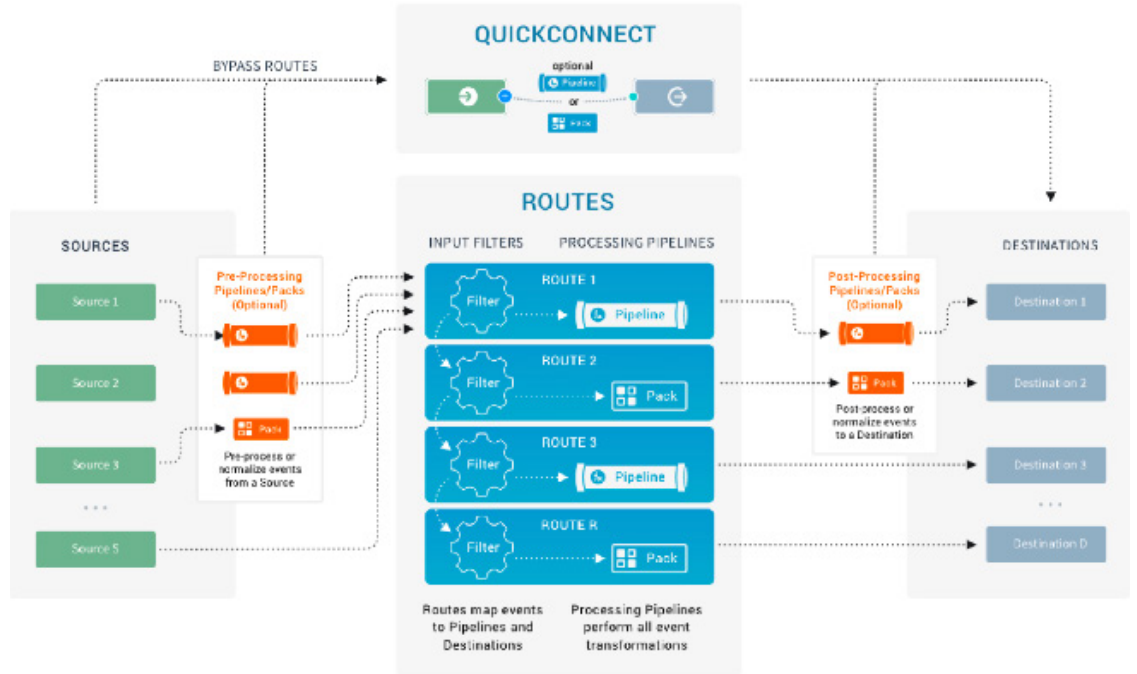 QUICKCONNECT
BYPASS ROUTES
optional
Pipeline
or
Pack
SOURCES
Source 1
Source 2
Source 3
...
Source S
Pre-Processing
Pipelines/Packs
(Optional)
Pack
Pre-process or
normalize events
from a Source
ROUTES
INPUT FILTERS
PROCESSING PIPELINES
ROUTE 1
Filter
Pipeline
ROUTE 2
Filter
Pack
ROUTE 3
Filter
Pipeline
ROUTE R
Filter
Pack
Routes map events
to Pipelines and
Destinations
Processing Pipelines
perform all event
transformations
Post-Processing
Pipelines/Packs
(Optional)
Pack
Post-process or
normalize events
to a Destination
DESTINATIONS
Destination 1
Destination 2
Destination 3
...
Destination D